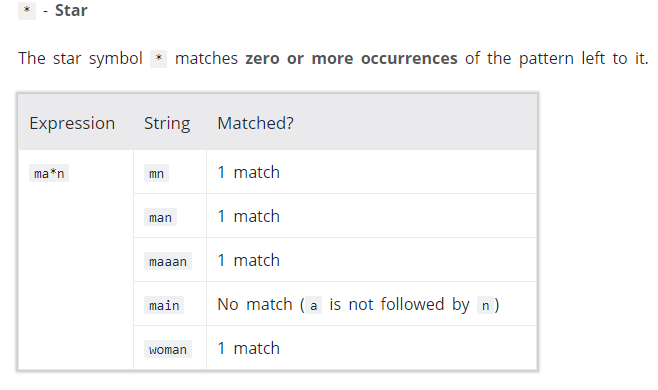 * - Star
The star symbol * matches zero or more occurrences of the pattern left to it.
Expression String Matched?
ma*n mn 1 match
man 1 match
maaan 1 match
main No match ( a is not followed by n )
woman 1 match